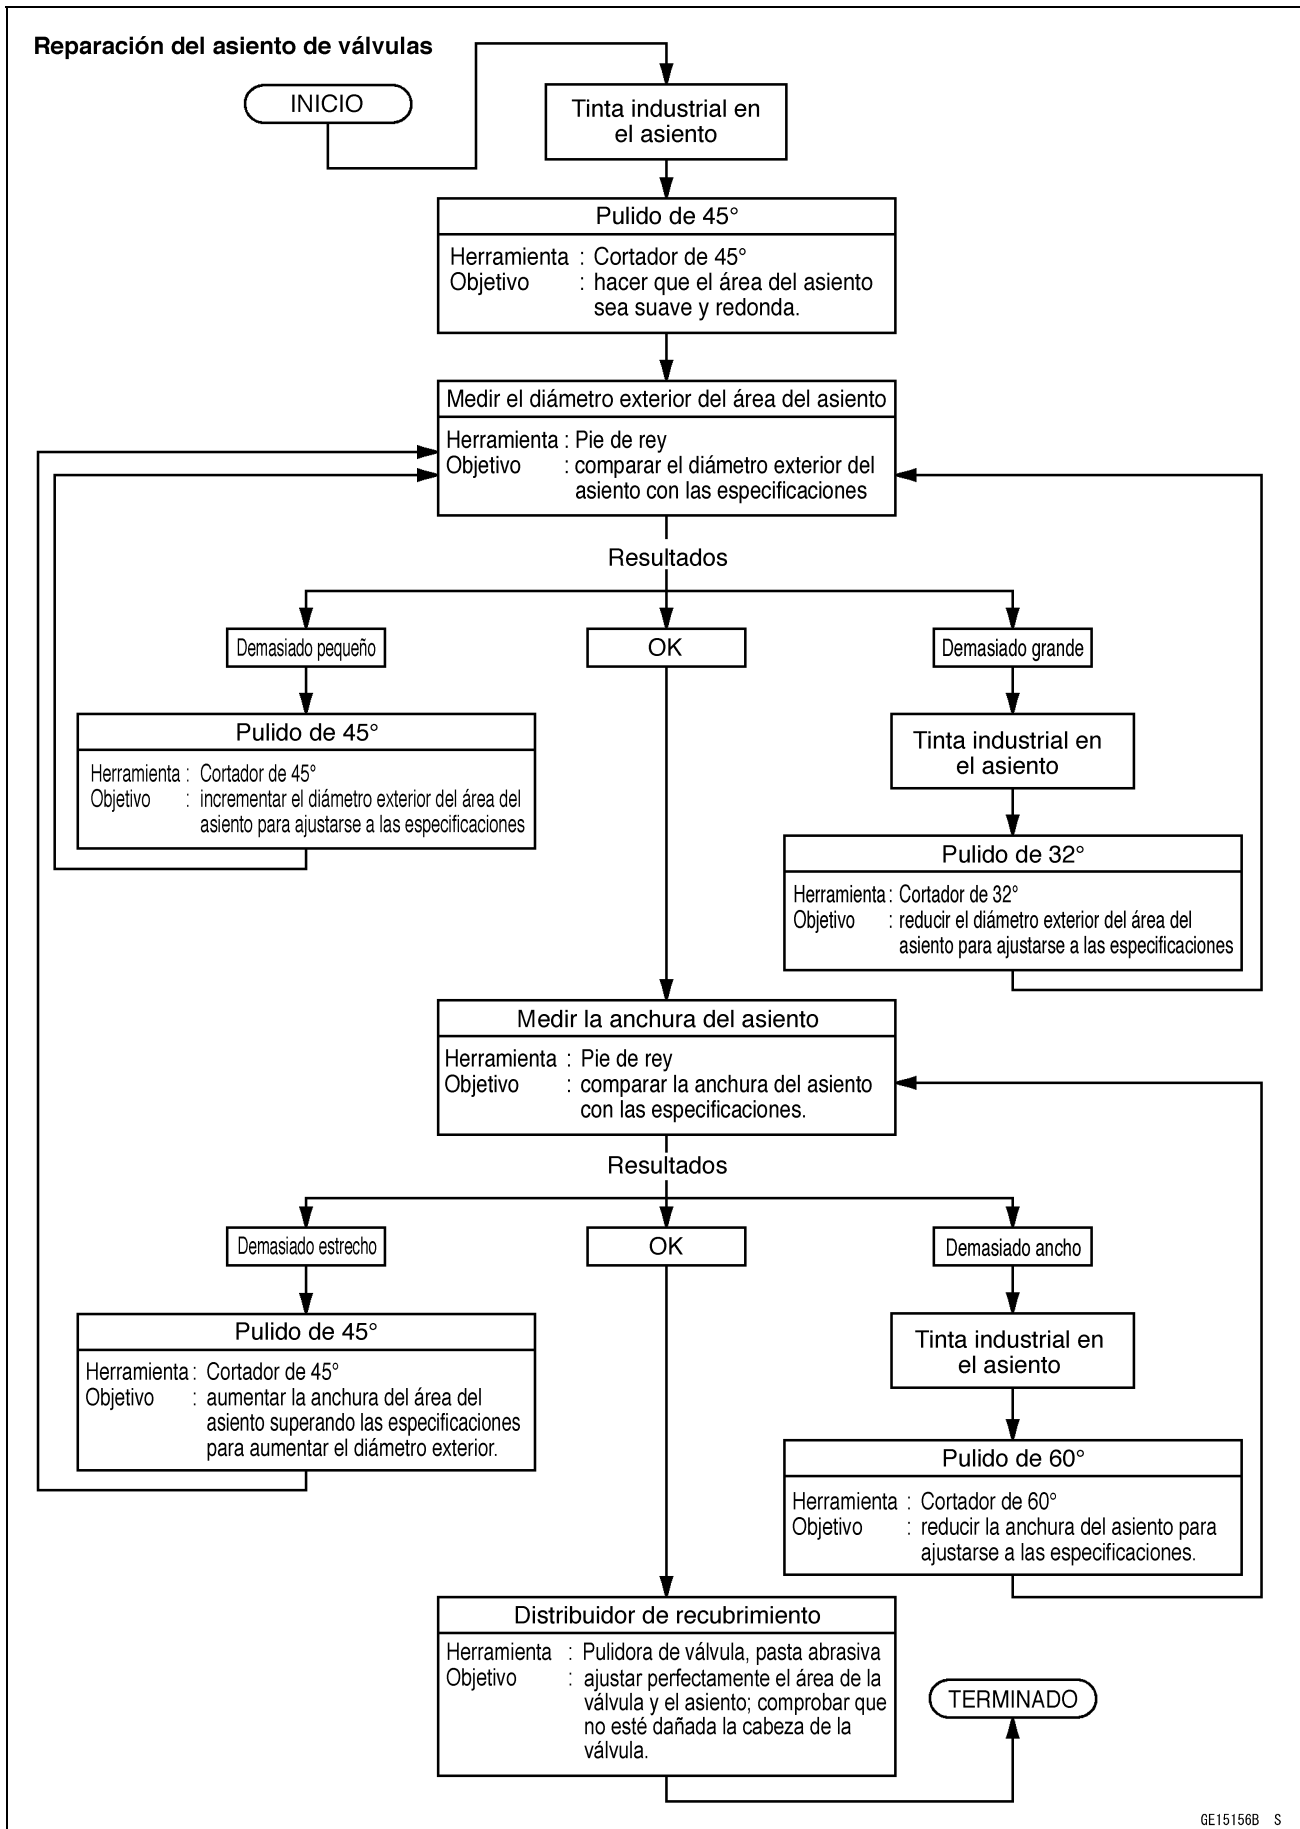 Reparación del asiento de válvulas
INICIO
Tinta industrial en
el asiento
Pulido de 45°
Herramienta : Cortador de 45°
Objetivo : hacer que el área del asiento
sea suave y redonda.
Medir el diámetro exterior del área del asiento
Herramienta : Pie de rey
Objetivo : comparar el diámetro exterior del
asiento con las especificaciones
Resultados
Demasiado pequeño
OK
Demasiado grande
Pulido de 45°
Herramienta : Cortador de 45°
Objetivo : incrementar el diámetro exterior del área del
asiento para ajustarse a las especificaciones
Tinta industrial en
el asiento
Pulido de 32°
Herramienta : Cortador de 32°
Objetivo : reducir el diámetro exterior del área del
asiento para ajustarse a las especificaciones
Medir la anchura del asiento
Herramienta : Pie de rey
Objetivo : comparar la anchura del asiento
con las especificaciones.
Resultados
Demasiado estrecho
OK
Demasiado ancho
Pulido de 45°
Herramienta : Cortador de 45°
Objetivo : aumentar la anchura del área del
asiento superando las especificaciones
para aumentar el diámetro exterior.
Tinta industrial en
el asiento
Pulido de 60°
Herramienta : Cortador de 60°
Objetivo : reducir la anchura del asiento para
ajustarse a las especificaciones.
Distribuidor de recubrimiento
Herramienta : Pulidora de válvula, pasta abrasiva
Objetivo : ajustar perfectamente el área de la
válvula y el asiento; comprobar que
no esté dañada la cabeza de la
válvula.
TERMINADO
GE15156B S